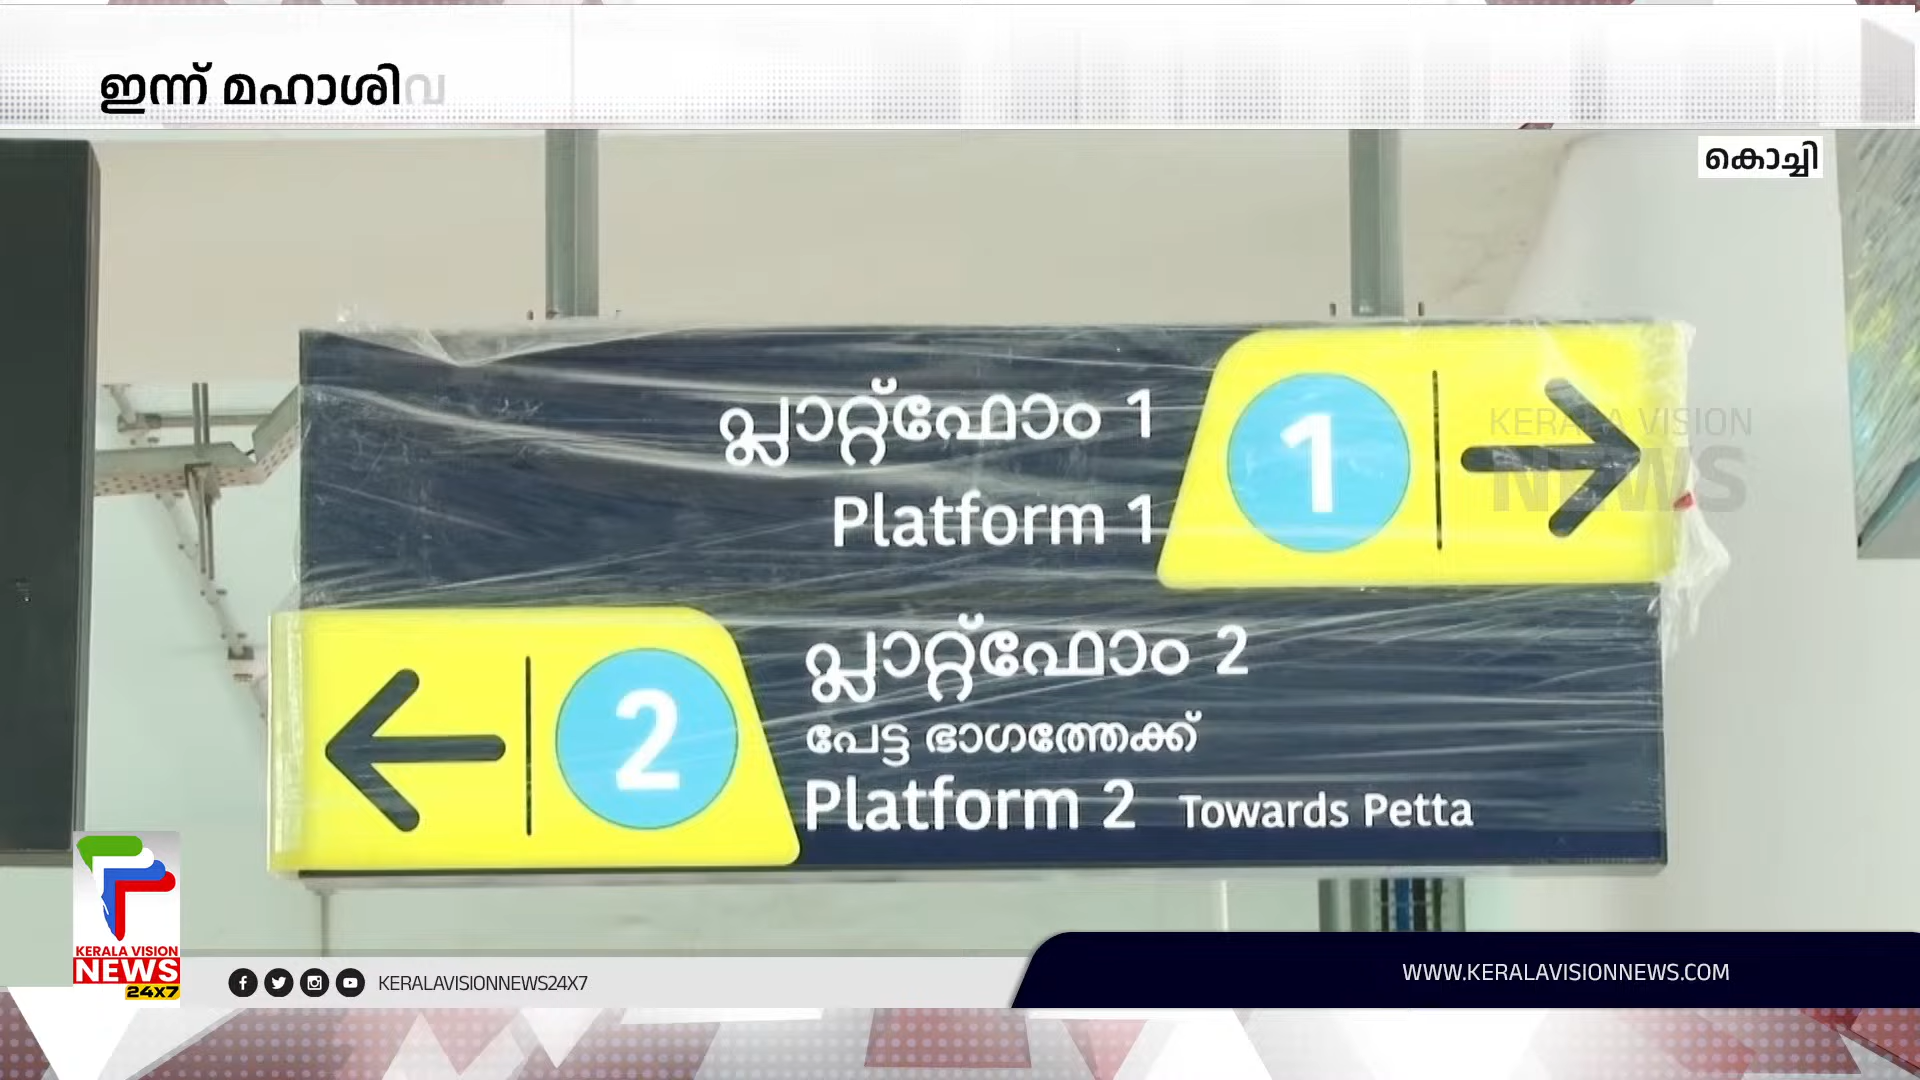 ഇന്ന് മഹാശിവ
കൊച്ചി
പ്ലാറ്റ്ഫോം 1
Platform 1
1
KERALA VISION
NEWS
2
പ്ലാറ്റ്ഫോം 2
പേട്ട ഭാഗത്തേക്ക്
Platform 2 Towards Petta
KERALA VISION
NEWS
24X7
KERALAVISIONNEWS24X7
WWW.KERALAVISIONNEWS.COM